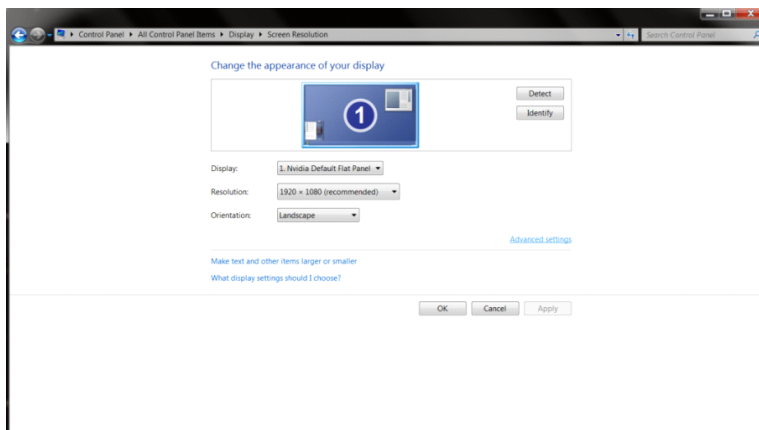 Control Panel ▸ All Control Panel Items ▸ Display ▸ Screen Resolution
Search Control Panel
Change the appearance of your display
1
Detect
Identify
Display: 1. Nvidia Default Flat Panel
Resolution: 1920 × 1080 (recommended)
Orientation: Landscape
Advanced settings
Make text and other items larger or smaller
What display settings should I choose?
OK Cancel Apply